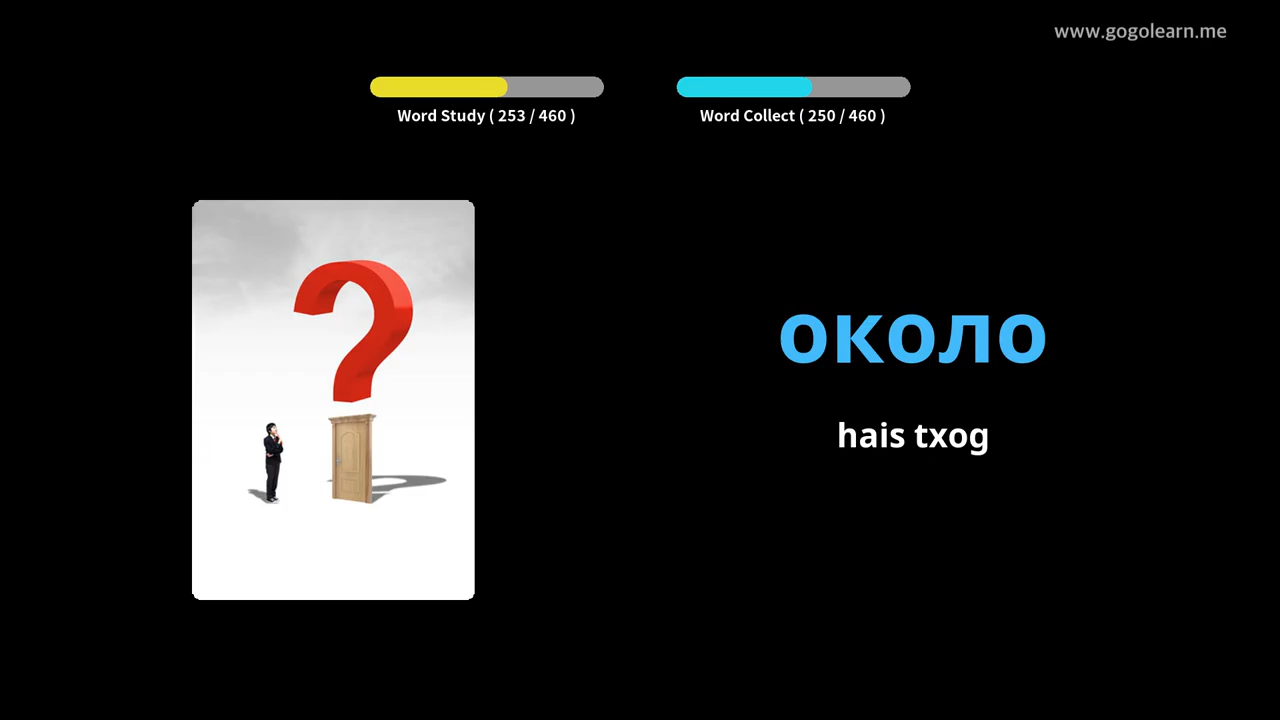 www.gogolearn.me
Word Study ( 253 / 460 )
Word Collect ( 250 / 460 )
около
hais txog